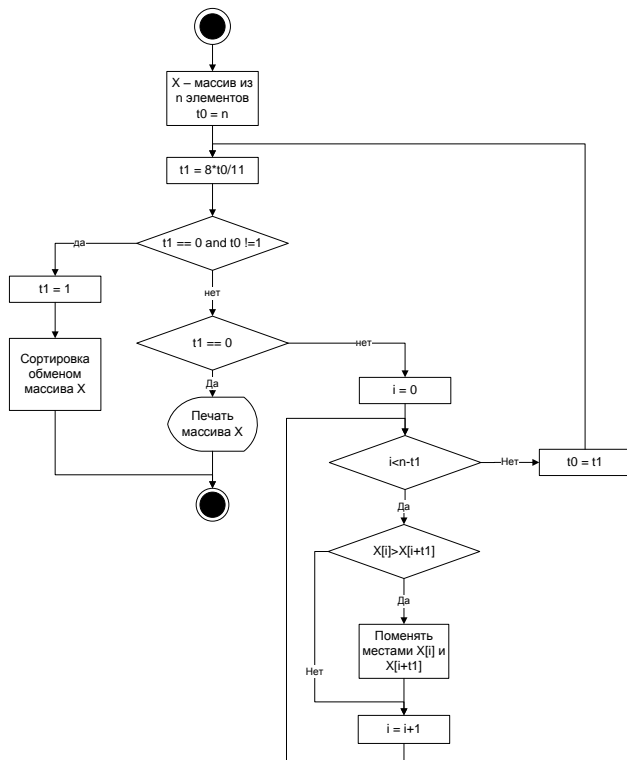 X – массив из
n элементов
t0 = n
t1 = 8*t0/11
t1 == 0 and t0 !=1
да
t1 = 1
нет
Сортировка
обменом
массива X
t1 == 0
нет
Да
Печать
массива X
i = 0
i<n-t1
Нет
t0 = t1
Да
X[i]>X[i+t1]
Да
Поменять
местами X[i] и
X[i+t1]
Нет
i = i+1